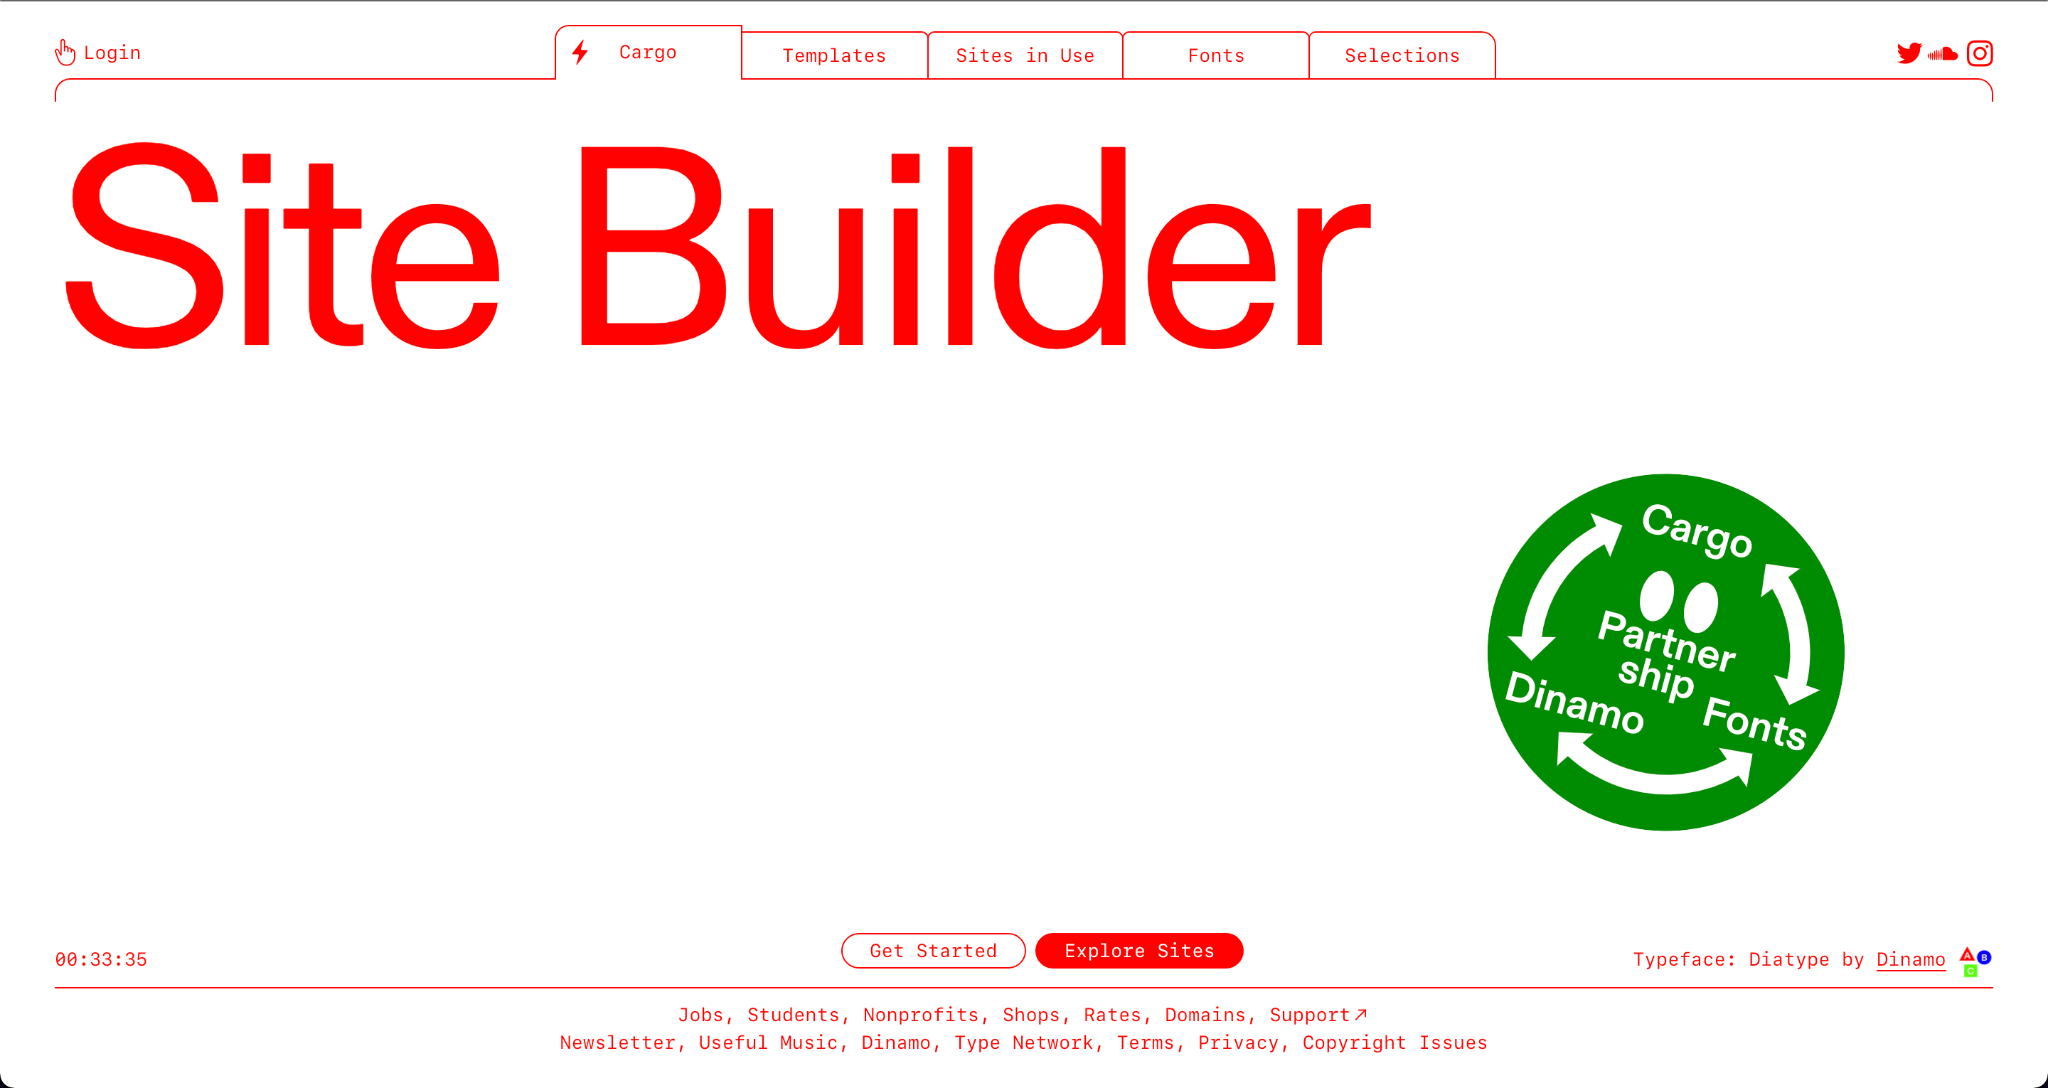 Login
Cargo
Templates
Sites in Use
Fonts
Selections
Site Builder
Cargo
Partner
ship
Dinamo
Fonts
00:33:35
Get Started
Explore Sites
Typeface: Diatype by Dinamo
A
B
C
Jobs, Students, Nonprofits, Shops, Rates, Domains, Support↗
Newsletter, Useful Music, Dinamo, Type Network, Terms, Privacy, Copyright Issues